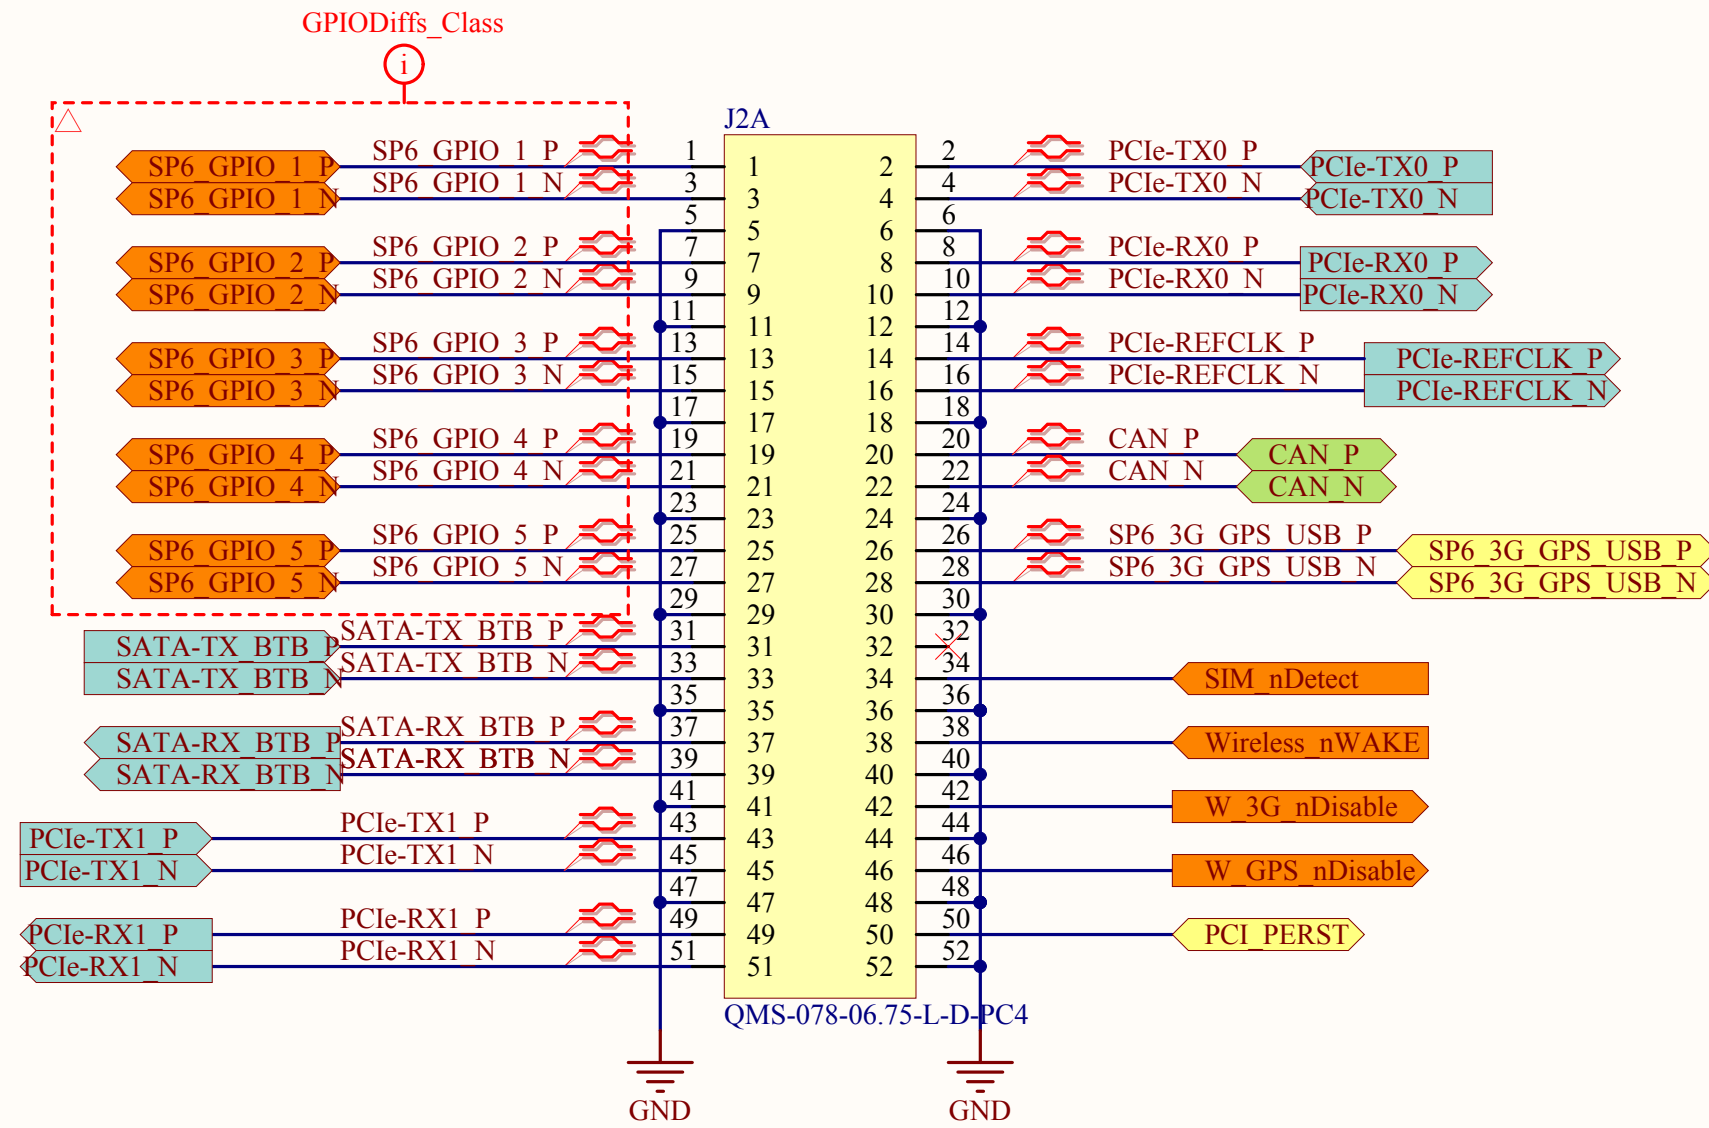 GPIODiffs_Class
i
J2A
SP6_GPIO_1_P SP6_GPIO_1_P 1 1 2 2 PCIe-TX0_P PCIe-TX0_P
SP6_GPIO_1_N SP6_GPIO_1_N 3 3 4 4 PCIe-TX0_N PCIe-TX0_N
5 5 6 6
SP6_GPIO_2_P SP6_GPIO_2_P 7 7 8 8 PCIe-RX0_P PCIe-RX0_P
SP6_GPIO_2_N SP6_GPIO_2_N 9 9 10 10 PCIe-RX0_N PCIe-RX0_N
11 11 12 12
SP6_GPIO_3_P SP6_GPIO_3_P 13 13 14 14 PCIe-REFCLK_P PCIe-REFCLK_P
SP6_GPIO_3_N SP6_GPIO_3_N 15 15 16 16 PCIe-REFCLK_N PCIe-REFCLK_N
17 17 18 18
SP6_GPIO_4_P SP6_GPIO_4_P 19 19 20 20 CAN_P CAN_P
SP6_GPIO_4_N SP6_GPIO_4_N 21 21 22 22 CAN_N CAN_N
23 23 24 24
SP6_GPIO_5_P SP6_GPIO_5_P 25 25 26 26 SP6_3G_GPS_USB_P SP6_3G_GPS_USB_P
SP6_GPIO_5_N SP6_GPIO_5_N 27 27 28 28 SP6_3G_GPS_USB_N SP6_3G_GPS_USB_N
29 29 30 30
SATA-TX_BTB_P SATA-TX_BTB_P 31 31 32 32
SATA-TX_BTB_N SATA-TX_BTB_N 33 33 34 34 SIM_nDetect
35 35 36 36
SATA-RX_BTB_P SATA-RX_BTB_P 37 37 38 38 Wireless_nWAKE
SATA-RX_BTB_N SATA-RX_BTB_N 39 39 40 40
41 41 42 42 W_3G_nDisable
PCIe-TX1_P PCIe-TX1_P 43 43 44 44
PCIe-TX1_N PCIe-TX1_N 45 45 46 46 W_GPS_nDisable
47 47 48 48
PCIe-RX1_P PCIe-RX1_P 49 49 50 50 PCI_PERST
PCIe-RX1_N PCIe-RX1_N 51 51 52 52
QMS-078-06.75-L-D-PC4
GND GND